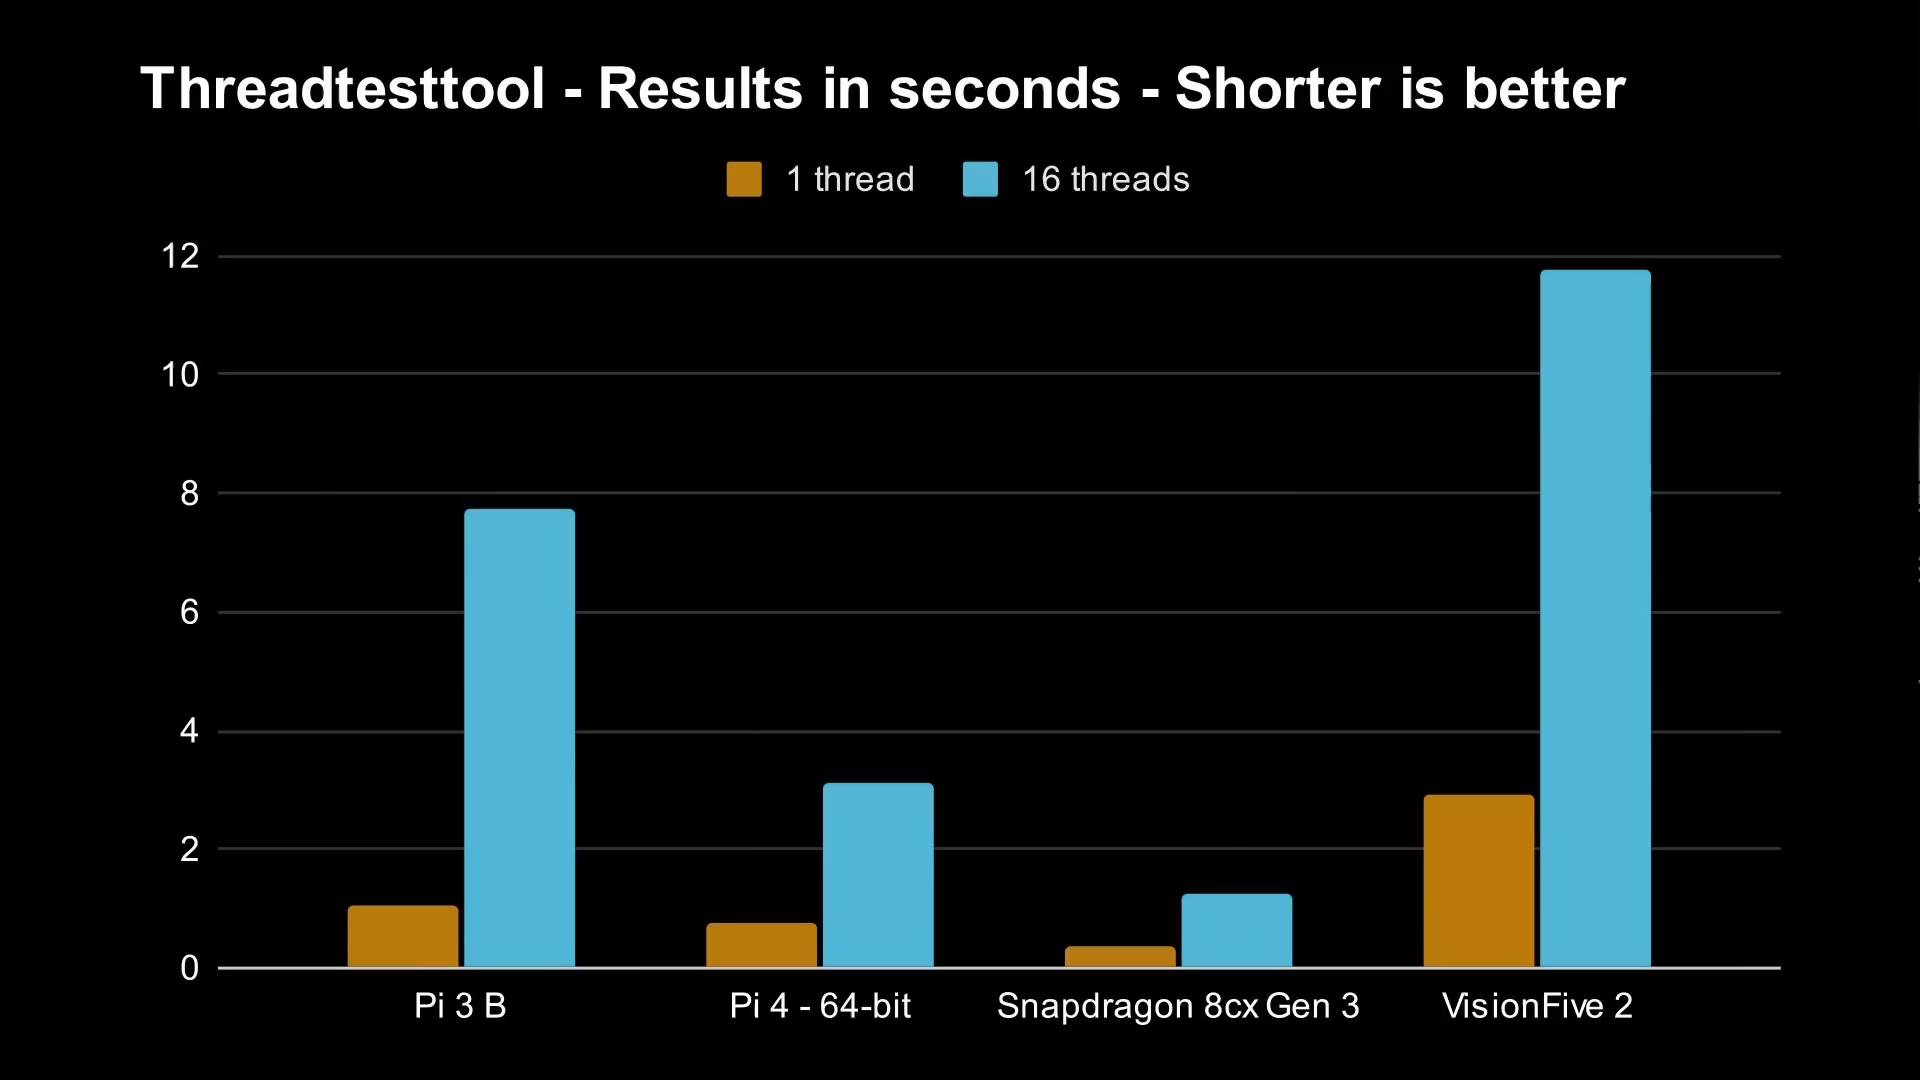 Threadtesttool - Results in seconds - Shorter is better
1 thread
16 threads
12
10
8
6
4
2
0
Pi 3 B
Pi 4 - 64-bit
Snapdragon 8cx Gen 3
VisionFive 2